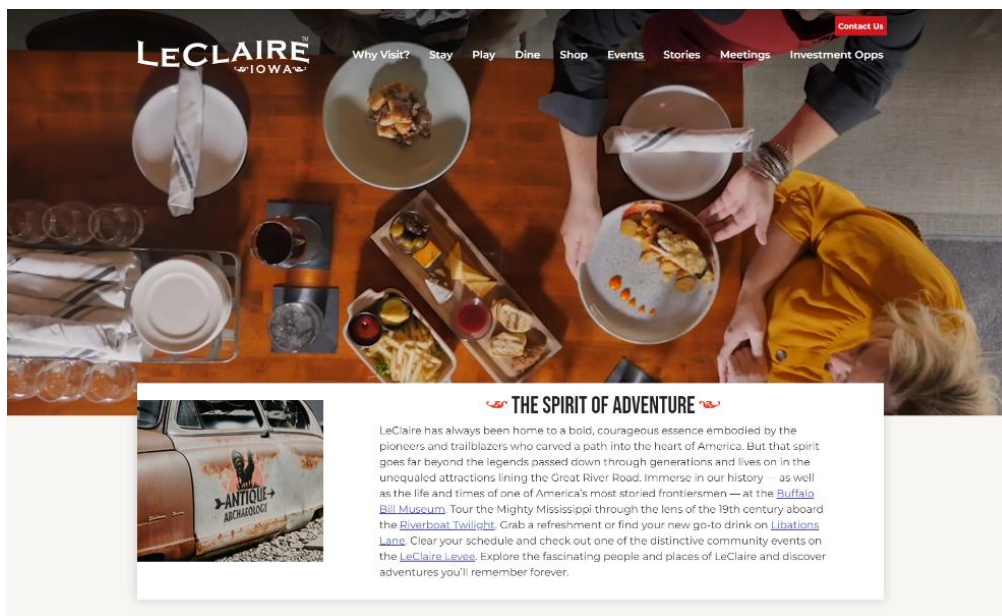 Contact Us
LECLAIRE™
IOWA
Why Visit? Stay Play Dine Shop Events Stories Meetings Investment Opps
THE SPIRIT OF ADVENTURE
LeClaire has always been home to a bold, courageous essence embodied by the
pioneers and trailblazers who carved a path into the heart of America. But that spirit
goes far beyond the legends passed down through generations and lives on in the
unequaled attractions lining the Great River Road. Immerse in our history — as well
as the life and times of one of America's most storied frontiersmen — at the Buffalo
Bill Museum. Tour the Mighty Mississippi through the lens of the 19th century aboard
the Riverboat Twilight. Grab a refreshment or find your new go-to drink on Libations
Lane. Clear your schedule and check out one of the distinctive community events on
the LeClaire Levee. Explore the fascinating people and places of LeClaire and discover
adventures you'll remember forever.
ANTIQUE
ARCHAEOLOGY